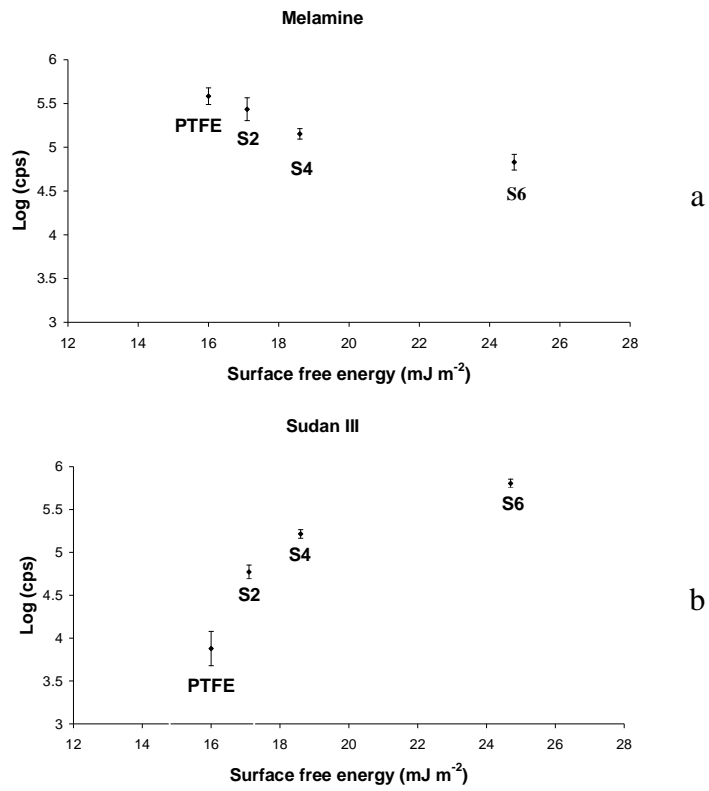 Melamine
6
5.5
5
4.5
4
3.5
3
Log (cps)
PTFE
S2
S4
S6
12 14 16 18 20 22 24 26 28
Surface free energy (mJ m⁻²)
a
Sudan III
6
5.5
5
4.5
4
3.5
3
Log (cps)
S6
S4
S2
PTFE
12 14 16 18 20 22 24 26 28
Surface free energy (mJ m⁻²)
b